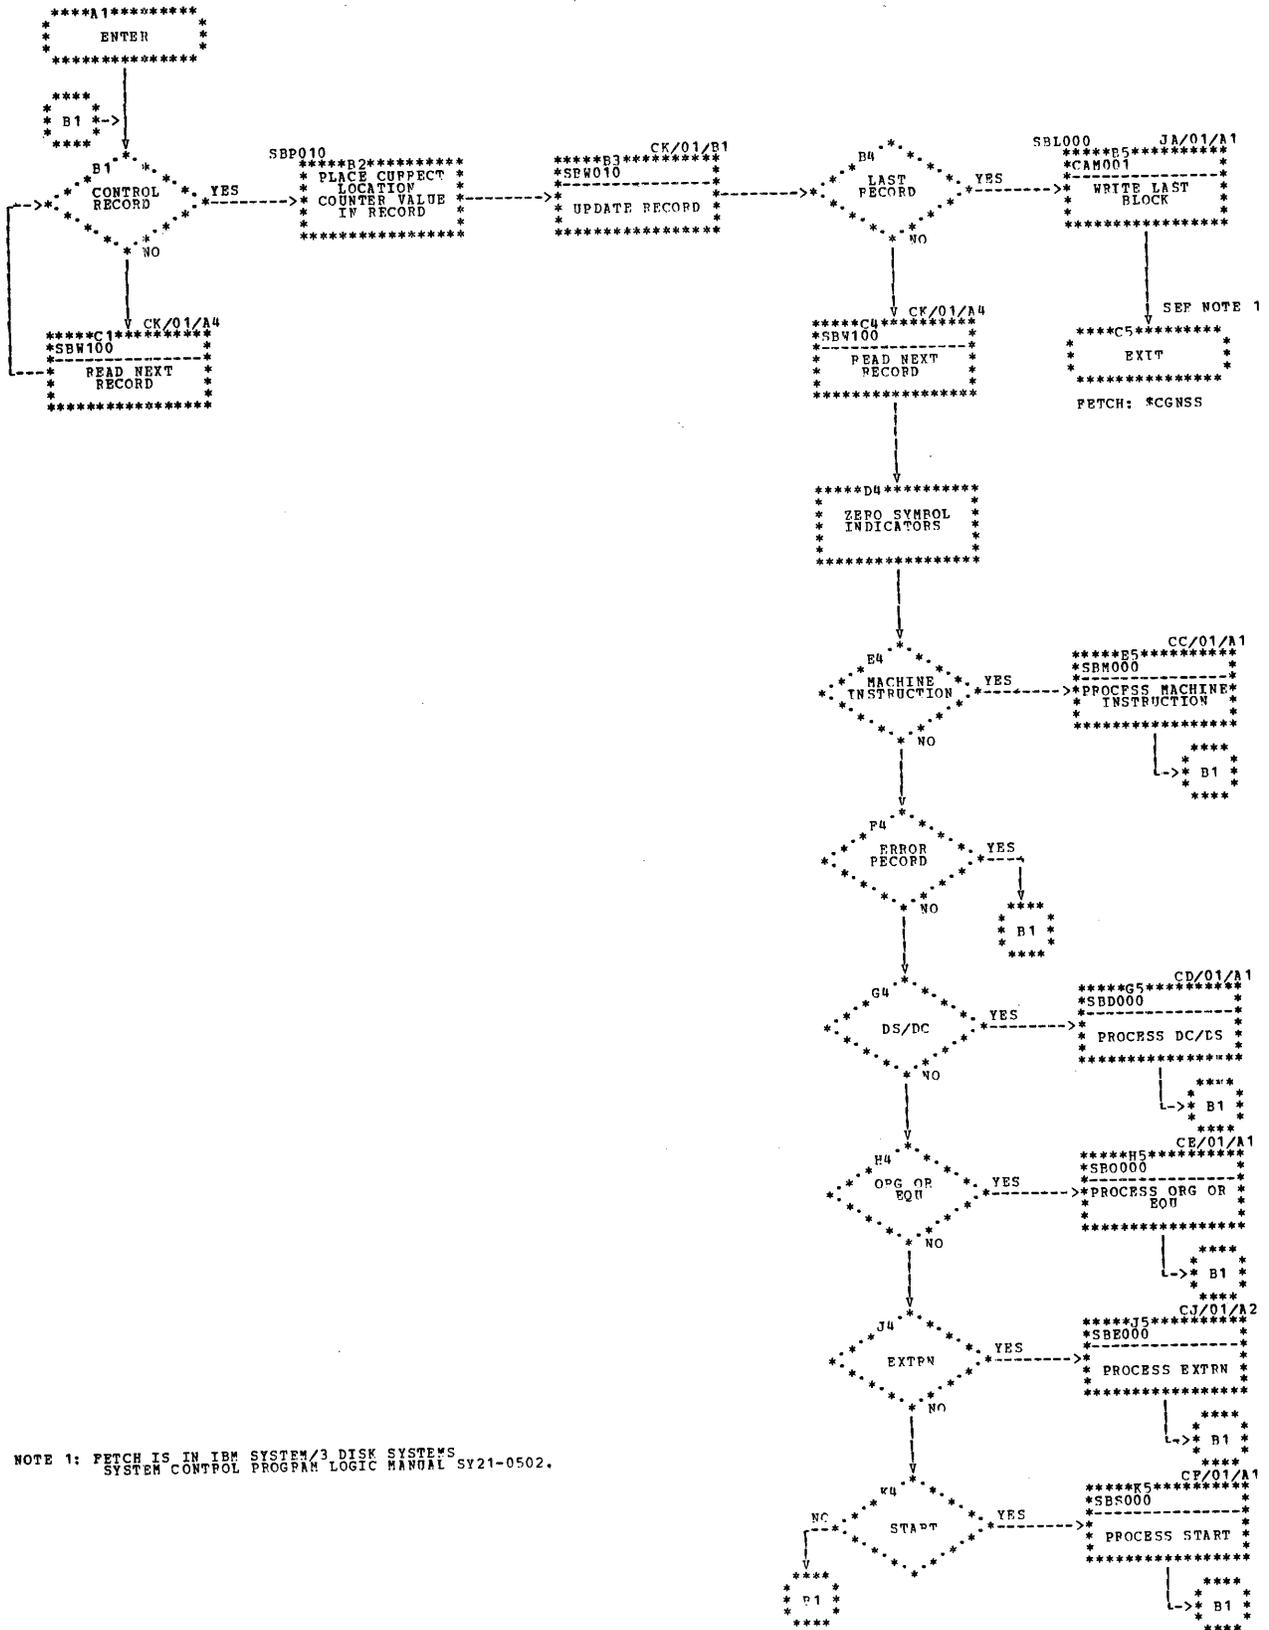 A1
ENTER
B1
B1
CONTROL
RECORD
YES
NO
CK/01/A4
C1
*SBW100
READ NEXT
RECORD
SBP010
B2
PLACE CURRECT
LOCATION
COUNTER VALUE
IN RECORD
CK/01/B1
B3
*SBW010
UPDATE RECORD
B4
LAST
RECORD
YES
NO
SBL000 JA/01/A1
B5
*CAM001
WRITE LAST
BLOCK
SEE NOTE 1
C5
EXIT
FETCH: *CGNSS
CK/01/A4
C4
*SBW100
READ NEXT
RECORD
D4
ZERO SYMBOL
INDICATORS
E4
MACHINE
INSTRUCTION
YES
NO
CC/01/A1
E5
*SBM000
PROCESS MACHINE
INSTRUCTION
B1
F4
ERROR
RECORD
YES
NO
B1
G4
DS/DC
YES
NO
CD/01/A1
G5
*SBD000
PROCESS DC/DS
B1
H4
ORG OR
EQU
YES
NO
CE/01/A1
H5
*SBO000
PROCESS ORG OR
EQU
B1
J4
EXTRN
YES
NO
CJ/01/A2
J5
*SBE000
PROCESS EXTRN
B1
K4
START
NO
YES
CF/01/A1
K5
*SBS000
PROCESS START
B1
B1
NOTE 1: FETCH IS IN IBM SYSTEM/3 DISK SYSTEMS
SYSTEM CONTROL PROGRAM LOGIC MANUAL SY21-0502.